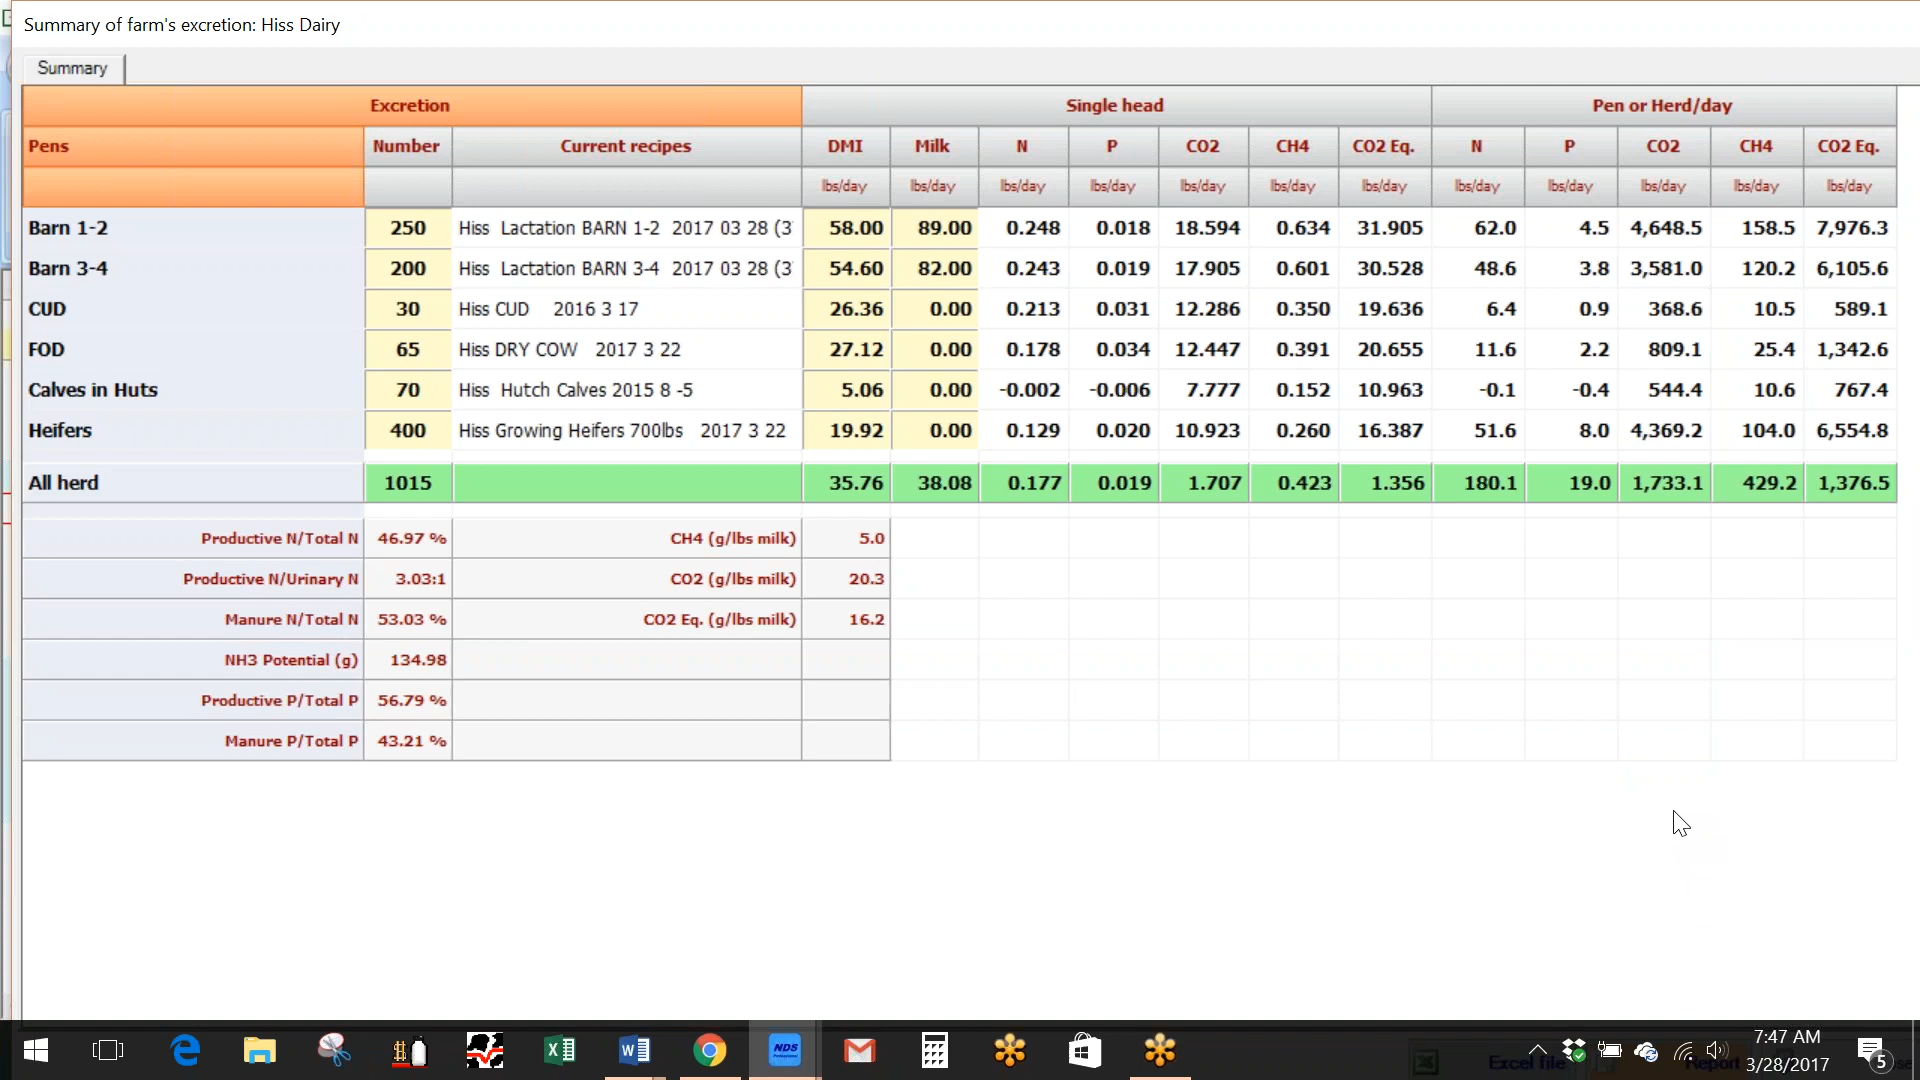 Summary of farm's excretion: Hiss Dairy
Summary
Excretion Single head Pen or Herd/day
Pens Number Current recipes DMI Milk N P CO2 CH4 CO2 Eq. N P CO2 CH4 CO2 Eq.
lbs/day lbs/day lbs/day lbs/day lbs/day lbs/day lbs/day lbs/day lbs/day lbs/day lbs/day lbs/day
Barn 1-2 250 Hiss Lactation BARN 1-2 2017 03 28 (3 58.00 89.00 0.248 0.018 18.594 0.634 31.905 62.0 4.5 4,648.5 158.5 7,976.3
Barn 3-4 200 Hiss Lactation BARN 3-4 2017 03 28 (3 54.60 82.00 0.243 0.019 17.905 0.601 30.528 48.6 3.8 3,581.0 120.2 6,105.6
CUD 30 Hiss CUD 2016 3 17 26.36 0.00 0.213 0.031 12.286 0.350 19.636 6.4 0.9 368.6 10.5 589.1
FOD 65 Hiss DRY COW 2017 3 22 27.12 0.00 0.178 0.034 12.447 0.391 20.655 11.6 2.2 809.1 25.4 1,342.6
Calves in Huts 70 Hiss Hutch Calves 2015 8 -5 5.06 0.00 -0.002 -0.006 7.777 0.152 10.963 -0.1 -0.4 544.4 10.6 767.4
Heifers 400 Hiss Growing Heifers 700lbs 2017 3 22 19.92 0.00 0.129 0.020 10.923 0.260 16.387 51.6 8.0 4,369.2 104.0 6,554.8
All herd 1015 35.76 38.08 0.177 0.019 1.707 0.423 1.356 180.1 19.0 1,733.1 429.2 1,376.5
Productive N/Total N 46.97 % CH4 (g/lbs milk) 5.0
Productive N/Urinary N 3.03:1 CO2 (g/lbs milk) 20.3
Manure N/Total N 53.03 % CO2 Eq. (g/lbs milk) 16.2
NH3 Potential (g) 134.98
Productive P/Total P 56.79 %
Manure P/Total P 43.21 %
NDS
Professional
7:47 AM
Excel file Report 3/28/2017 5